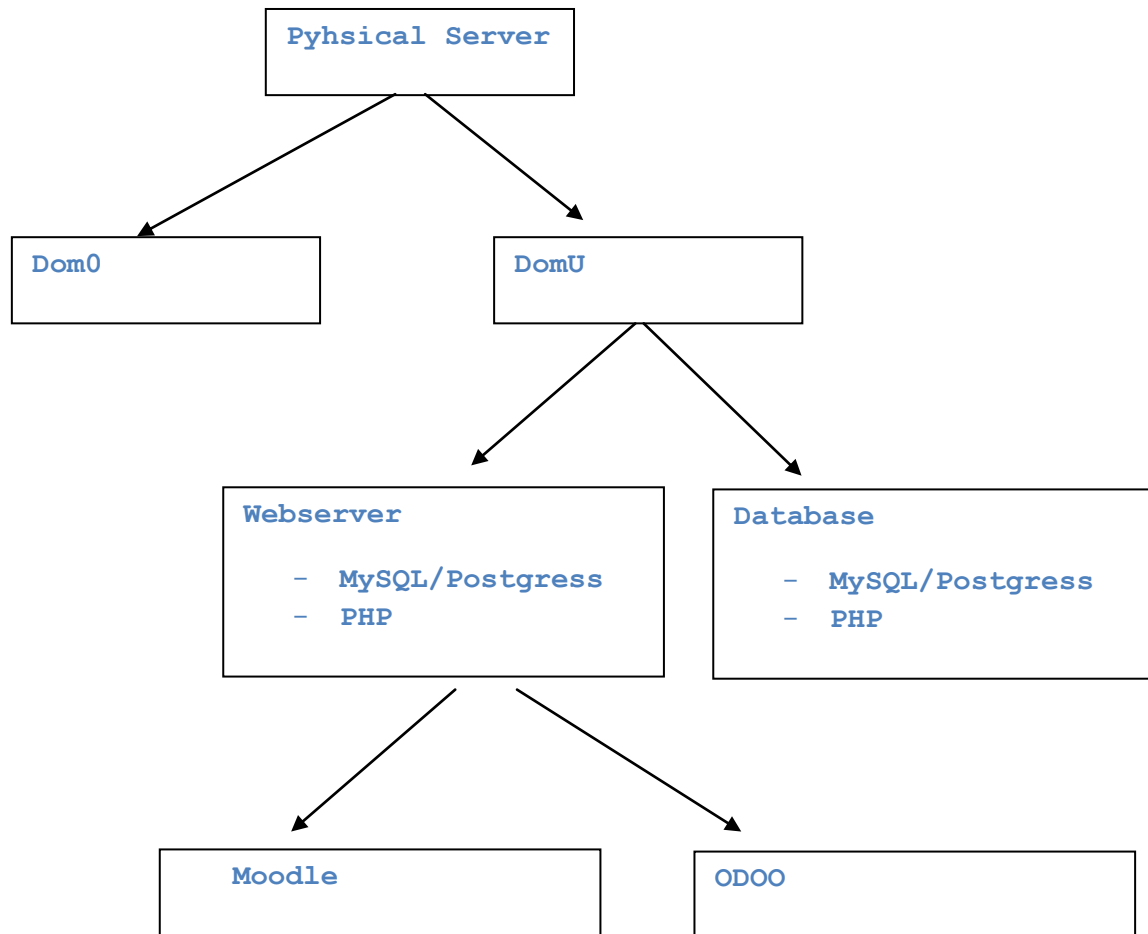 Pyhsical Server
Dom0
DomU
Webserver
- MySQL/Postgress
- PHP
Database
- MySQL/Postgress
- PHP
Moodle
ODOO